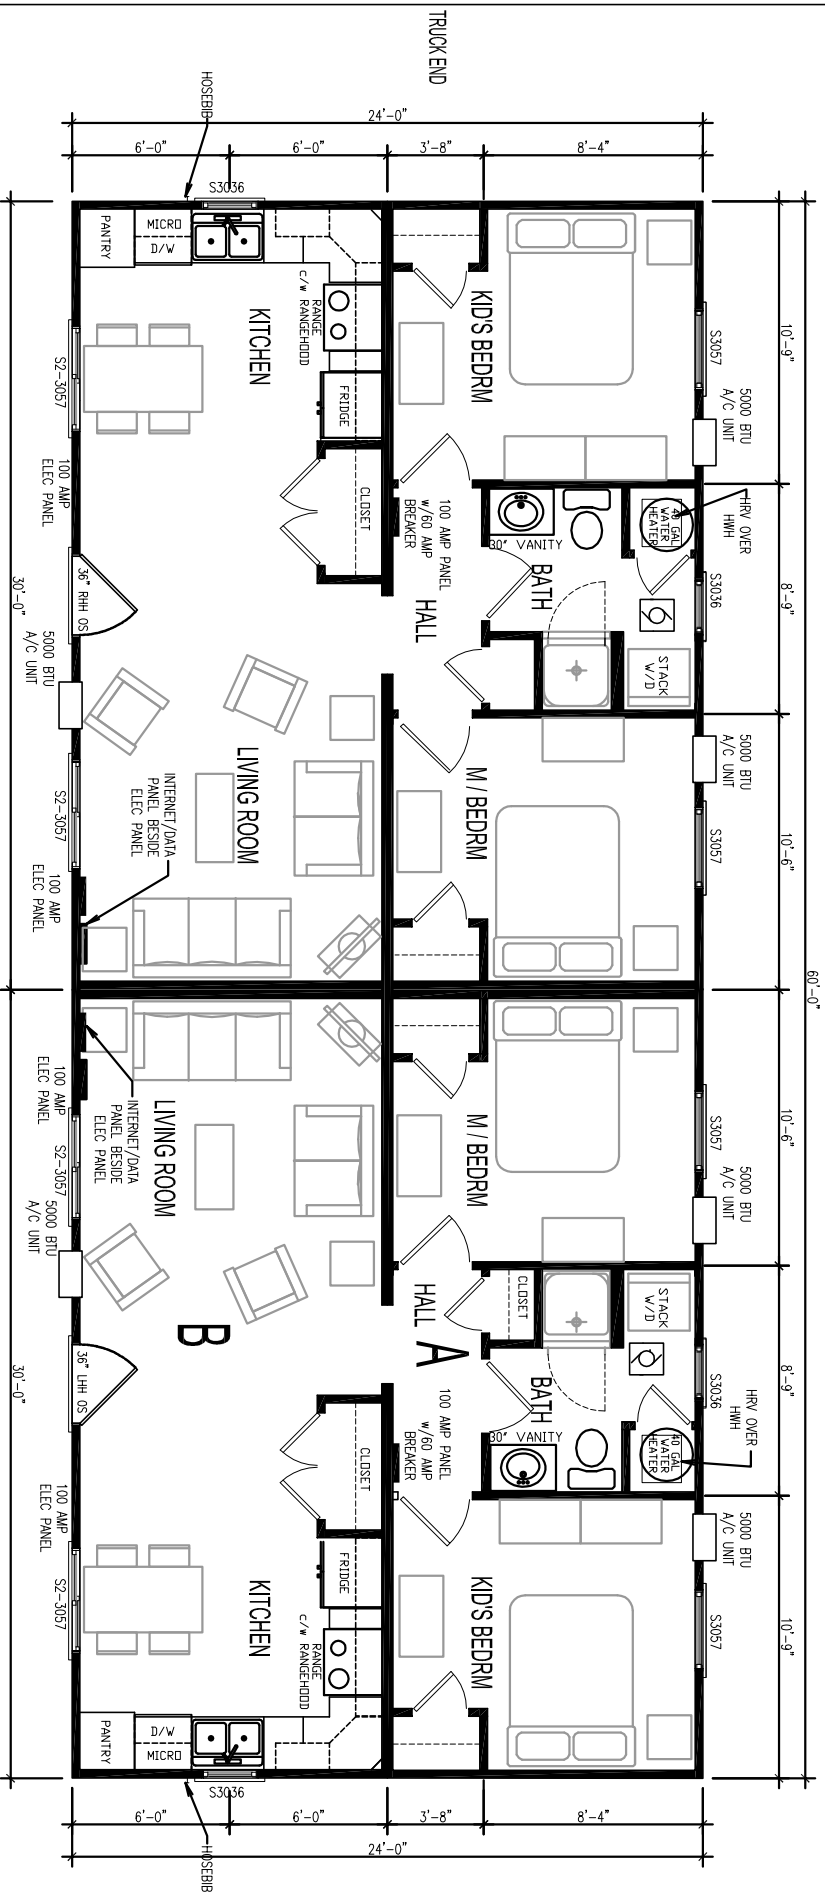 TRUCK END
HOSEBIB
24'-0"
6'-0"
6'-0"
3'-8"
8'-4"
S3036
PANTRY
MICRO
D/W
KITCHEN
RANGE
c/w RANGEHOOD
FRIDGE
CLOSET
KID'S BEDRM
S3057
10'-9"
5000 BTU
A/C UNIT
S2-3057
100 AMP
ELEC PANEL
100 AMP PANEL
w/60 AMP
BREAKER
30" VANITY
BATH
40 GAL
WATER
HEATER
HRV OVER
HWH
S3036
8'-9"
STACK
W/D
HALL
36" RHH OS
30'-0"
5000 BTU
A/C UNIT
5000 BTU
A/C UNIT
LIVING ROOM
M / BEDRM
S3057
10'-6"
S2-3057
INTERNET/DATA
PANEL BESIDE
ELEC PANEL
100 AMP
ELEC PANEL
60'-0"
100 AMP
ELEC PANEL
INTERNET/DATA
PANEL BESIDE
ELEC PANEL
LIVING ROOM
M / BEDRM
S3057
10'-6"
S2-3057
5000 BTU
A/C UNIT
5000 BTU
A/C UNIT
HALL
CLOSET
STACK
W/D
B
A
36" LHH OS
30'-0"
BATH
S3036
8'-9"
HRV OVER
HWH
100 AMP PANEL
w/60 AMP
BREAKER
30" VANITY
40 GAL
WATER
HEATER
CLOSET
100 AMP
ELEC PANEL
5000 BTU
A/C UNIT
FRIDGE
S2-3057
KITCHEN
RANGE
c/w RANGEHOOD
KID'S BEDRM
S3057
10'-9"
PANTRY
D/W
MICRO
S3036
6'-0"
6'-0"
3'-8"
8'-4"
24'-0"
HOSEBIB